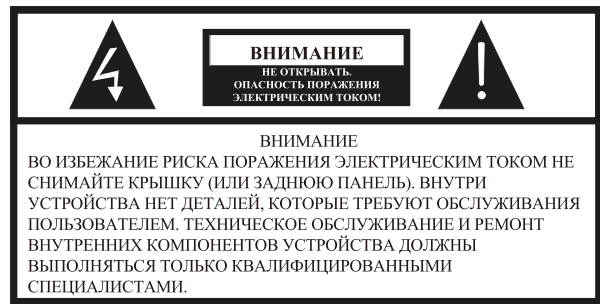 ВНИМАНИЕ
НЕ ОТКРЫВАТЬ.
ОПАСНОСТЬ ПОРАЖЕНИЯ
ЭЛЕКТРИЧЕСКИМ ТОКОМ!
ВНИМАНИЕ
ВО ИЗБЕЖАНИЕ РИСКА ПОРАЖЕНИЯ ЭЛЕКТРИЧЕСКИМ ТОКОМ НЕ
СНИМАЙТЕ КРЫШКУ (ИЛИ ЗАДНЮЮ ПАНЕЛЬ). ВНУТРИ
УСТРОЙСТВА НЕТ ДЕТАЛЕЙ, КОТОРЫЕ ТРЕБУЮТ ОБСЛУЖИВАНИЯ
ПОЛЬЗОВАТЕЛЕМ. ТЕХНИЧЕСКОЕ ОБСЛУЖИВАНИЕ И РЕМОНТ
ВНУТРЕННИХ КОМПОНЕНТОВ УСТРОЙСТВА ДОЛЖНЫ
ВЫПОЛНЯТЬСЯ ТОЛЬКО КВАЛИФИЦИРОВАННЫМИ
СПЕЦИАЛИСТАМИ.